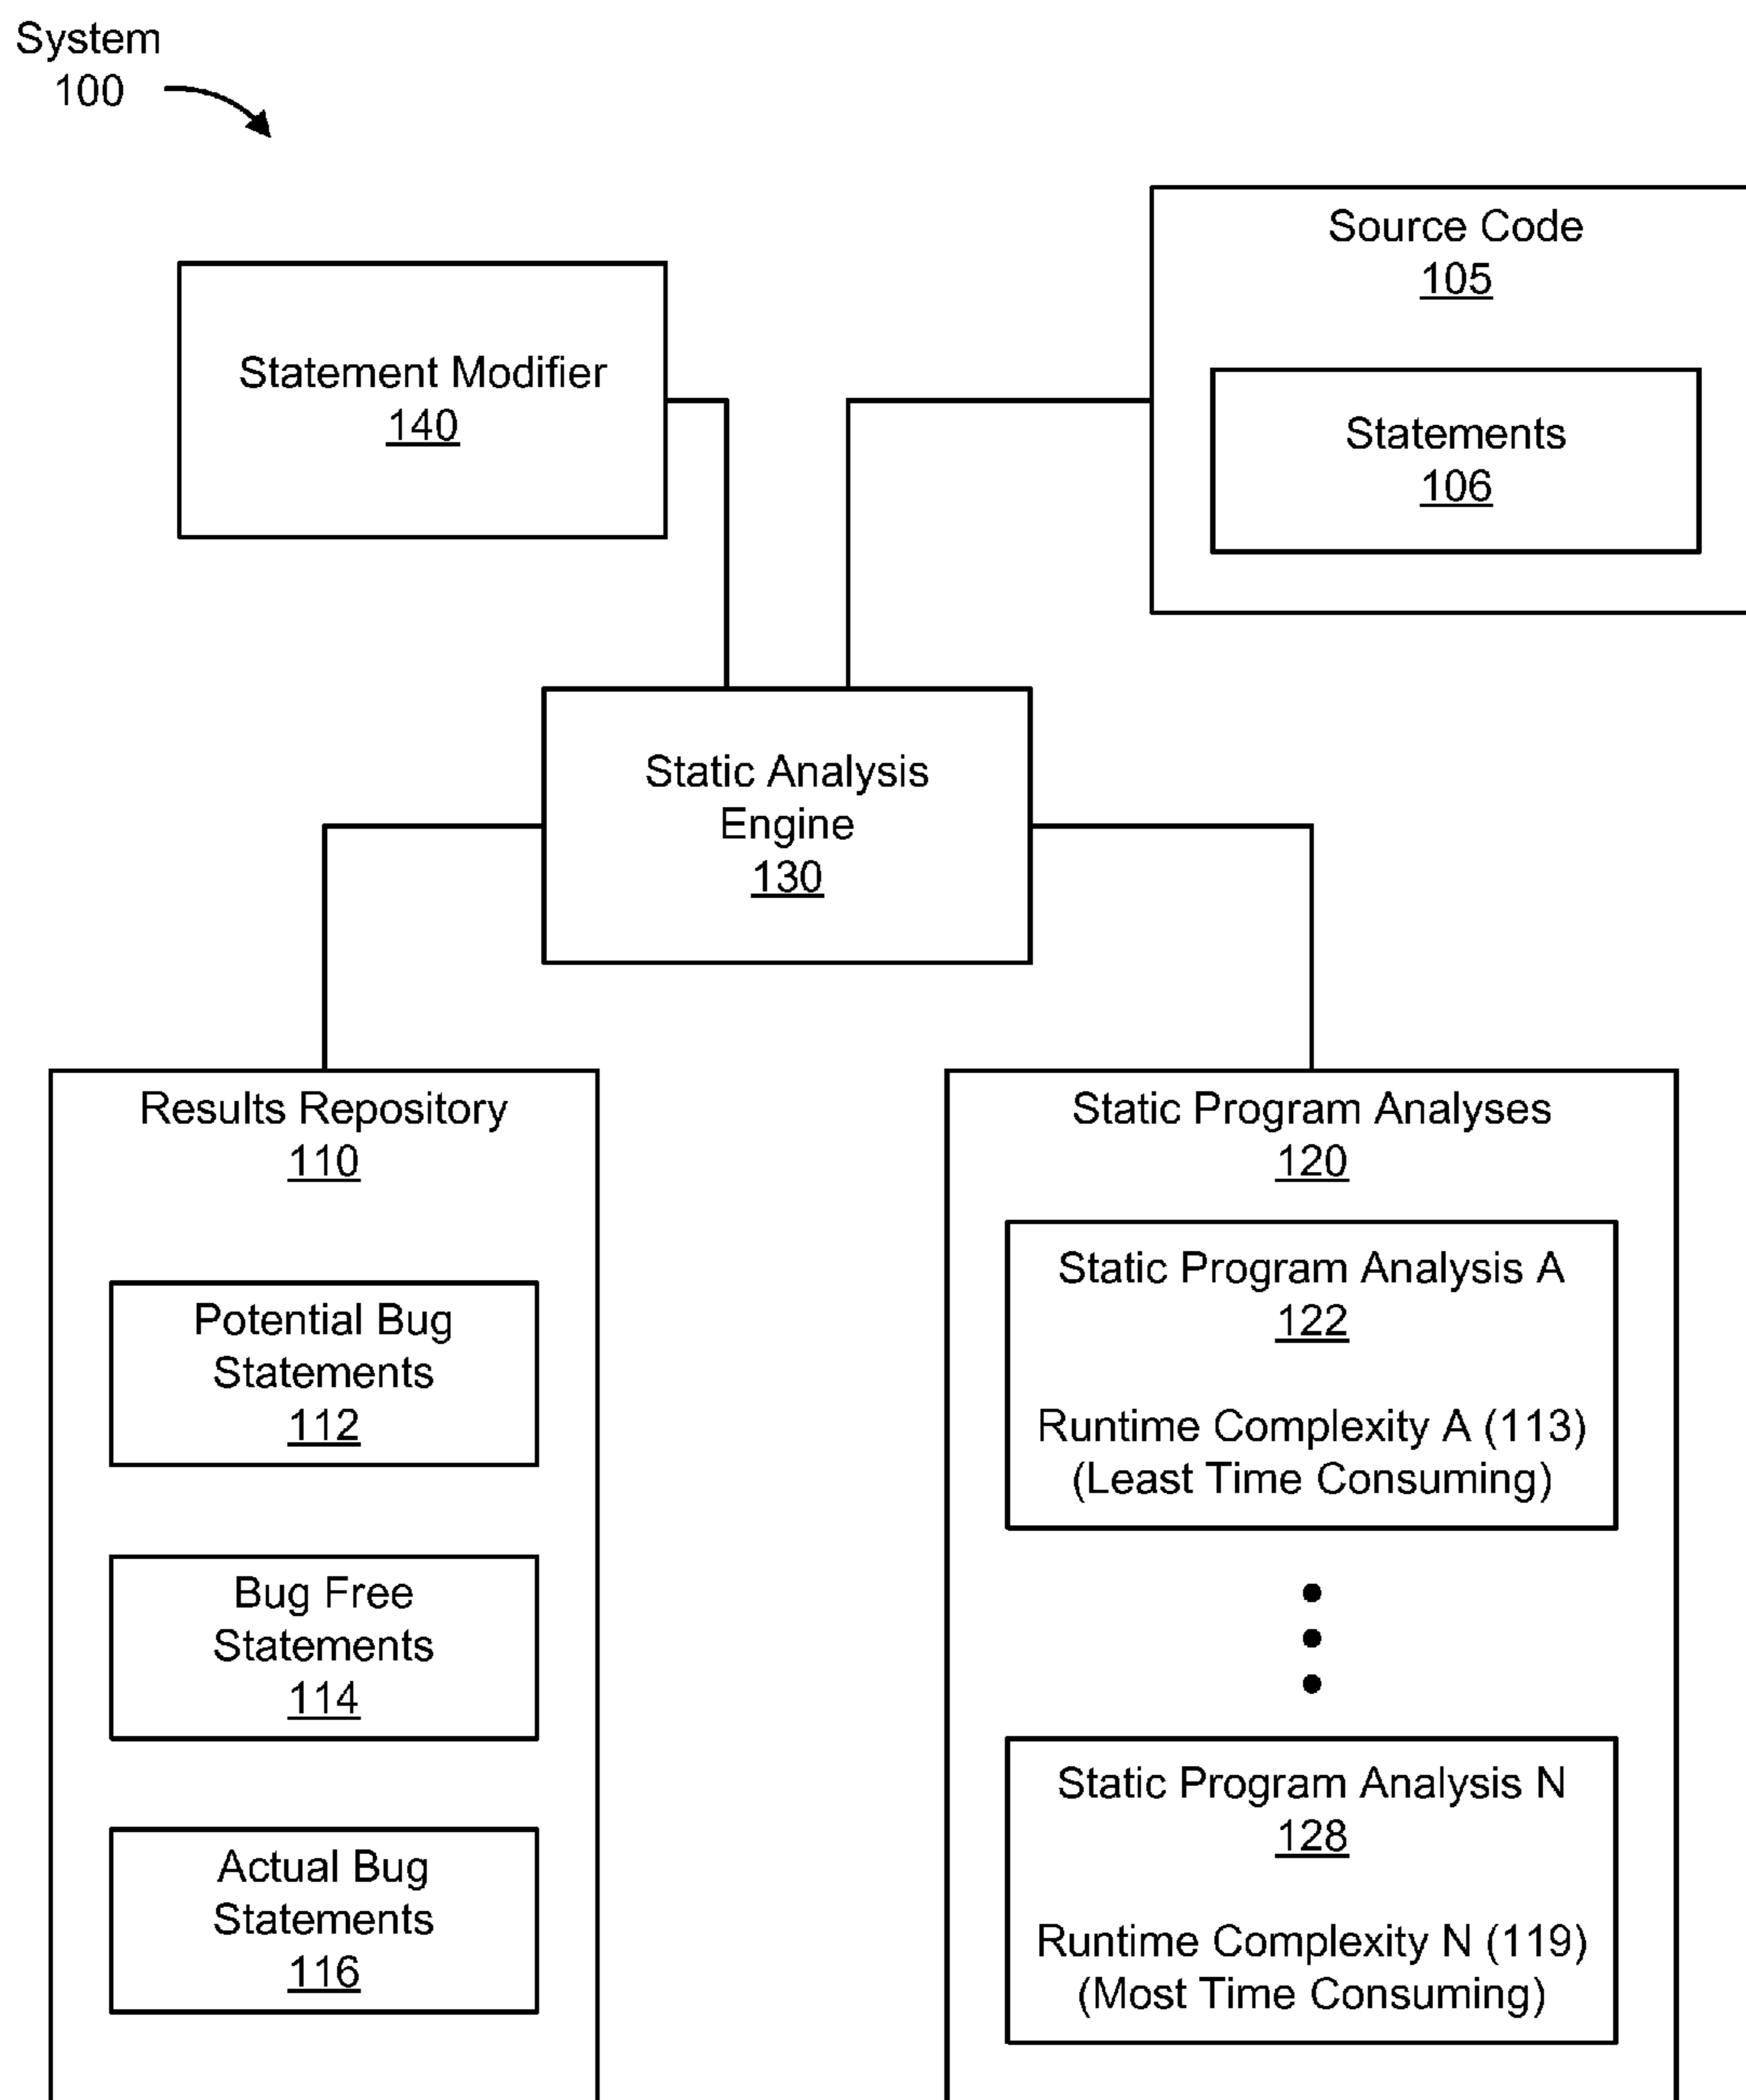 System
100
Source Code
105
Statement Modifier
140
Statements
106
Static Analysis
Engine
130
Results Repository
110
Potential Bug
Statements
112
Bug Free
Statements
114
Actual Bug
Statements
116
Static Program Analyses
120
Static Program Analysis A
122
Runtime Complexity A (113)
(Least Time Consuming)
Static Program Analysis N
128
Runtime Complexity N (119)
(Most Time Consuming)